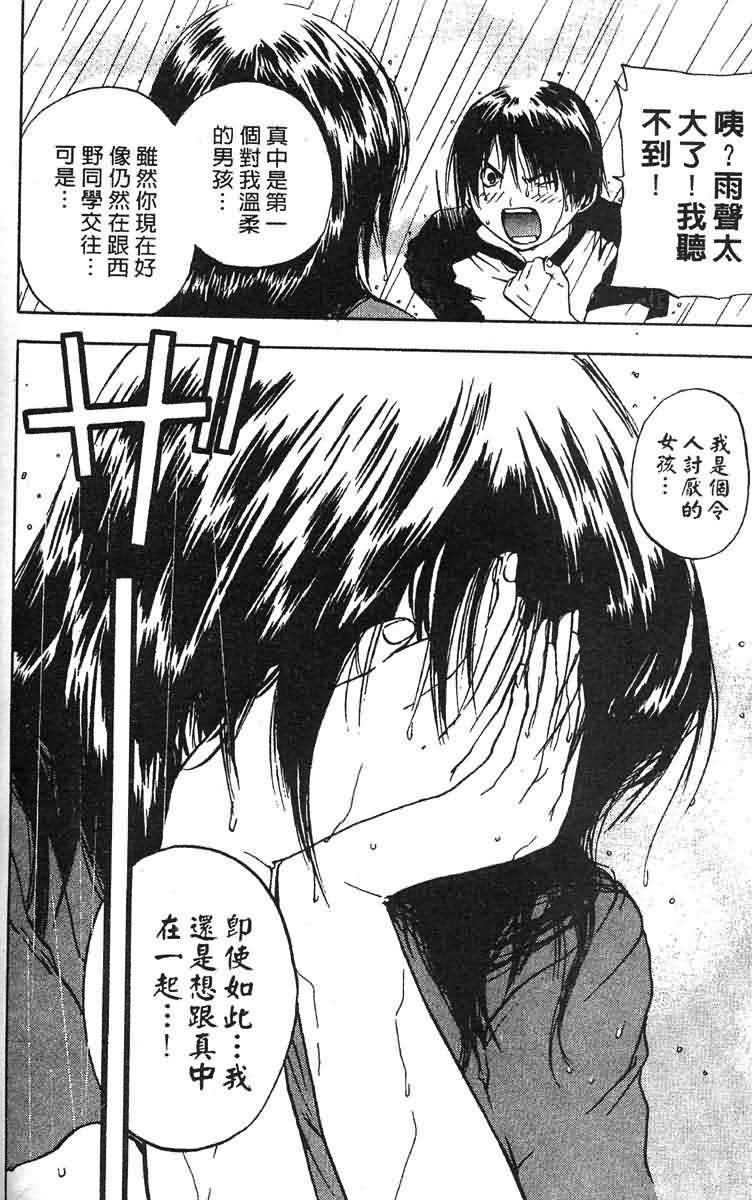 咦？雨聲太
大了！我聽
不到！
真中是第一
個對我溫柔
的男孩…
雖然你現在好
像仍然在跟西
野同學交往…
可是…
我是個令
人討厭的
女孩…
ザーー
即使如此…我
還是想跟真中
在一起…！